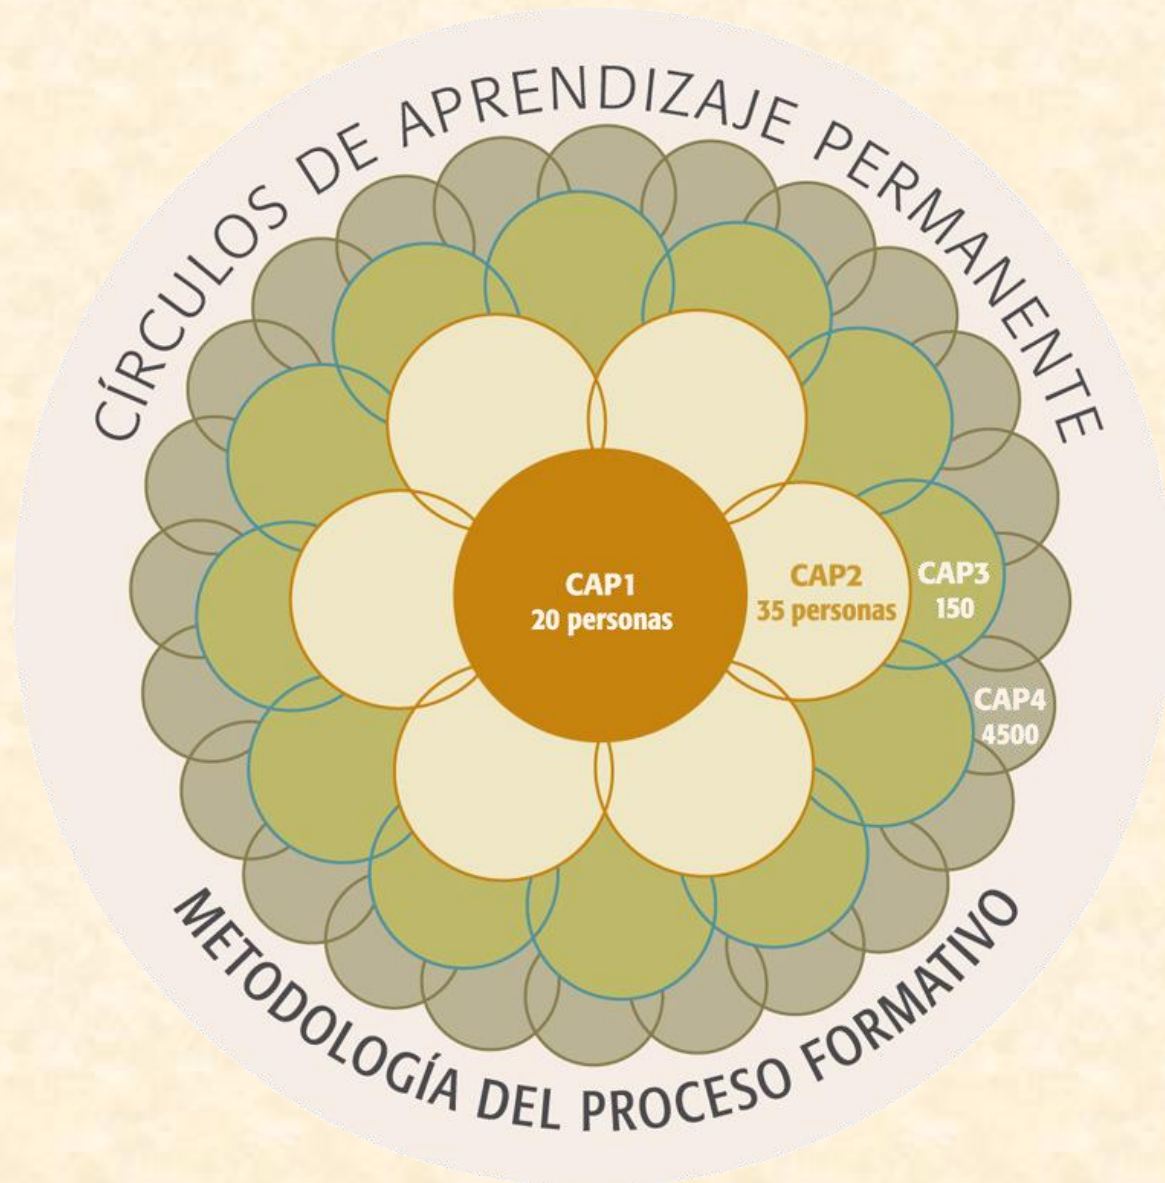 CÍRCULOS DE APRENDIZAJE PERMANENTE
CAP1
20 personas
CAP2
35 personas
CAP3
150
CAP4
4500
METODOLOGÍA DEL PROCESO FORMATIVO